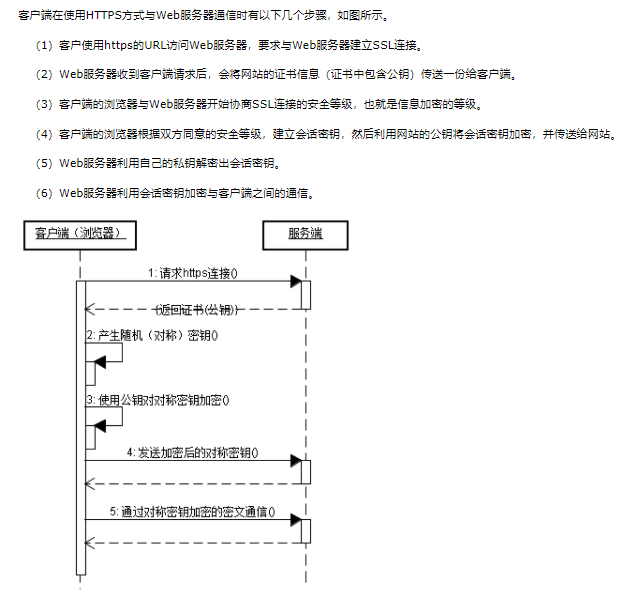 客户端在使用HTTPS方式与Web服务器通信时有以下几个步骤，如图所示。
（1）客户使用https的URL访问Web服务器，要求与Web服务器建立SSL连接。
（2）Web服务器收到客户端请求后，会将网站的证书信息（证书中包含公钥）传送一份给客户端。
（3）客户端的浏览器与Web服务器开始协商SSL连接的安全等级，也就是信息加密的等级。
（4）客户端的浏览器根据双方同意的安全等级，建立会话密钥，然后利用网站的公钥将会话密钥加密，并传送给网站。
（5）Web服务器利用自己的私钥解密出会话密钥。
（6）Web服务器利用会话密钥加密与客户端之间的通信。
客户端（浏览器）
服务端
1: 请求https连接()
(返回证书(公钥))
2: 产生随机（对称）密钥()
3: 使用公钥对对称密钥加密()
4: 发送加密后的对称密钥()
5: 通过对称密钥加密的密文通信()